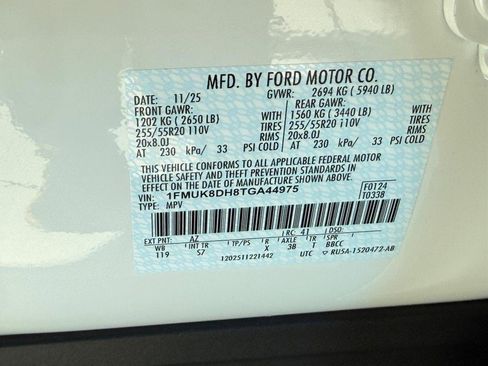 MFD. BY FORD MOTOR CO.
DATE: 11/25 GVWR: 2694 KG ( 5940 LB)
FRONT GAWR: REAR GAWR:
1202 KG ( 2650 LB) WITH 1560 KG ( 3440 LB) WITH
255/55R20 110V TIRES 255/55R20 110V TIRES
20x8.0J RIMS 20x8.0J RIMS
AT 230 kPa/ 33 PSI COLD AT 230 kPa/ 33 PSI COLD
THIS VEHICLE CONFORMS TO ALL APPLICABLE FEDERAL MOTOR
VEHICLE SAFETY AND THEFT PREVENTION STANDARDS IN
EFFECT ON THE DATE OF MANUFACTURE SHOWN ABOVE.
VIN: 1FMUK8DH8TGA44975 F0124
TYPE: MPV T0338
EXT PNT: AZ RC: 41 DSO:
WB INT TR TP/PS R AXLE TR SPR
119 S7 X 38 T BBCC
1202511221442 UTC RU5A-1520472-AB